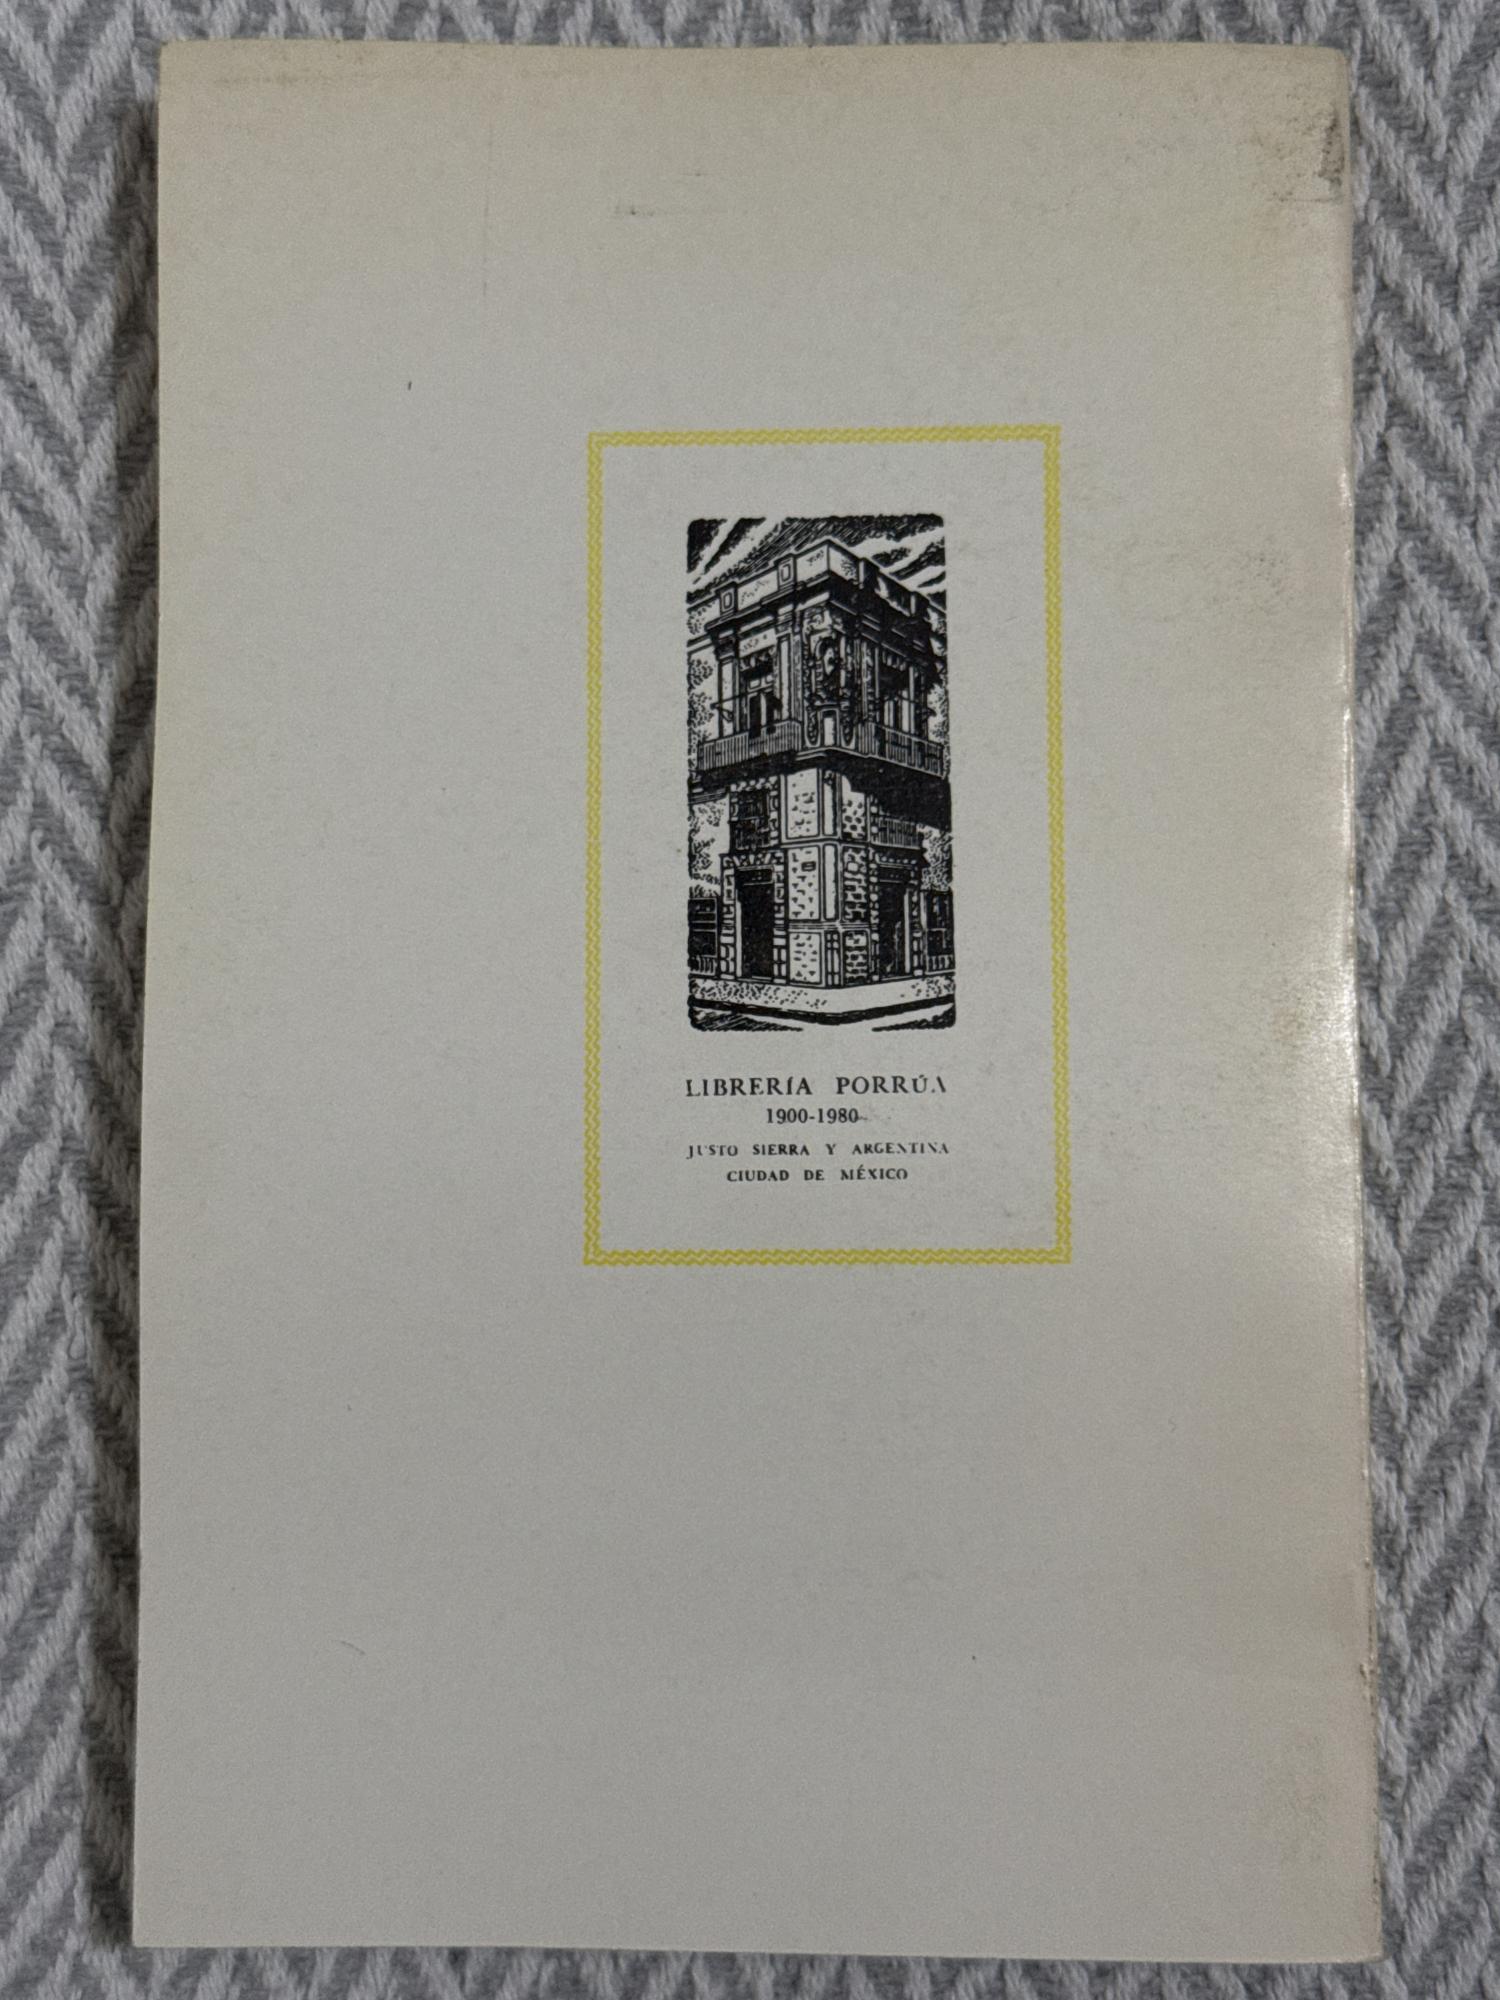 LIBRERÍA PORRÚA
1900-1980
JUSTO SIERRA Y ARGENTINA
CIUDAD DE MÉXICO